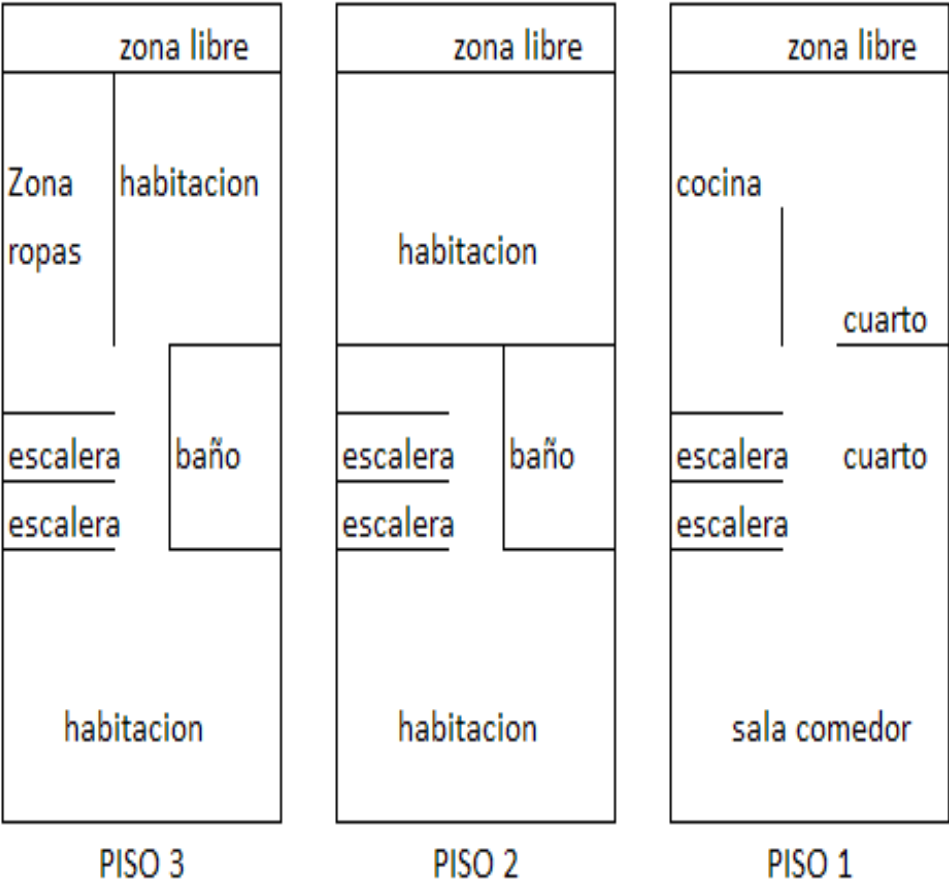 zona libre
Zona
ropas
habitacion
escalera
escalera
baño
habitacion
PISO 3
zona libre
habitacion
escalera
escalera
baño
habitacion
PISO 2
zona libre
cocina
cuarto
escalera
cuarto
escalera
sala comedor
PISO 1